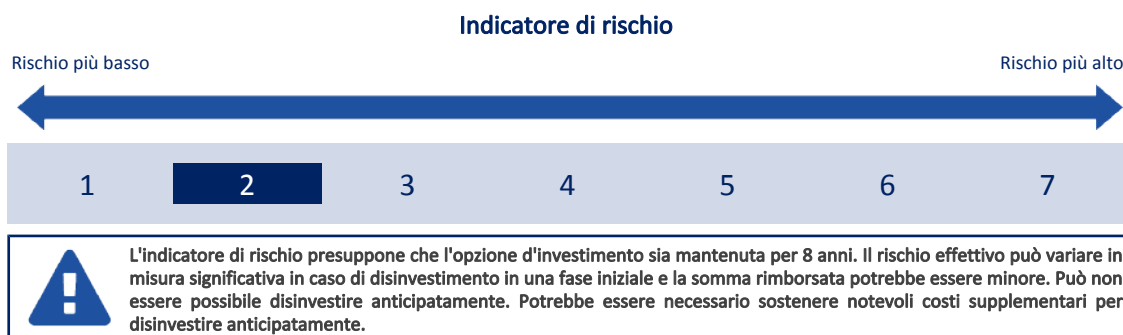 Indicatore di rischio
Rischio più basso
Rischio più alto
1 2 3 4 5 6 7
L'indicatore di rischio presuppone che l'opzione d'investimento sia mantenuta per 8 anni. Il rischio effettivo può variare in
misura significativa in caso di disinvestimento in una fase iniziale e la somma rimborsata potrebbe essere minore. Può non
essere possibile disinvestire anticipatamente. Potrebbe essere necessario sostenere notevoli costi supplementari per
disinvestire anticipatamente.